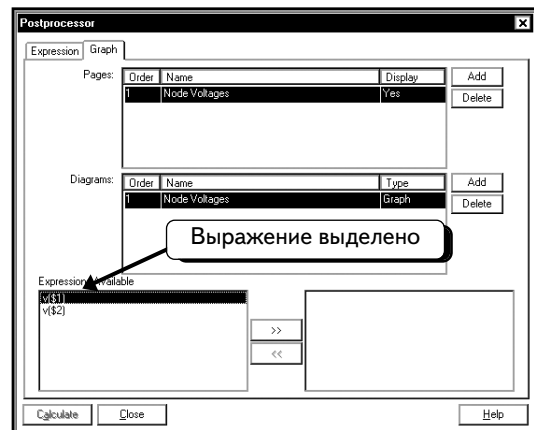 Postprocessor
Expression Graph
Pages: Order Name Display Add
1 Node Voltages Yes Delete
Diagrams: Order Name Type Add
1 Node Voltages Graph Delete
Выражение выделено
Expressions Available
v($1)
v($2)
>>
<<
Calculate Close Help